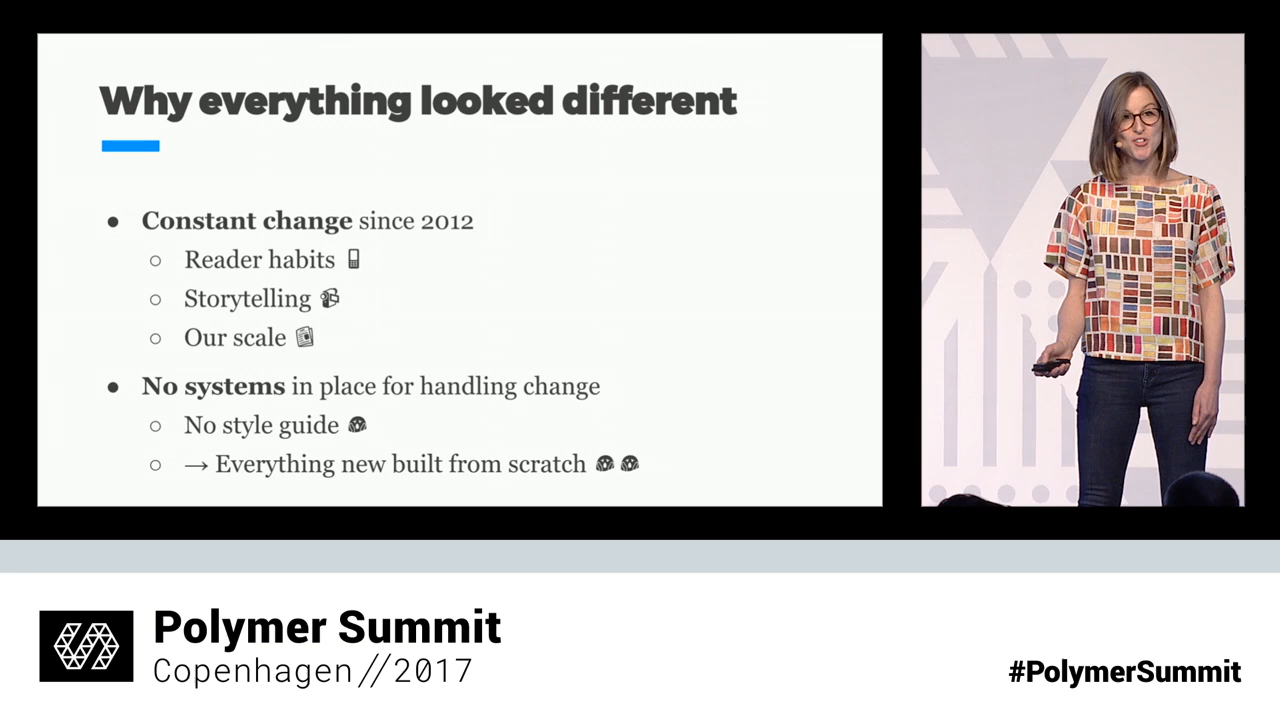 Why everything looked different
● Constant change since 2012
○ Reader habits
○ Storytelling
○ Our scale
● No systems in place for handling change
○ No style guide
○ → Everything new built from scratch
Polymer Summit
Copenhagen//2017
#PolymerSummit